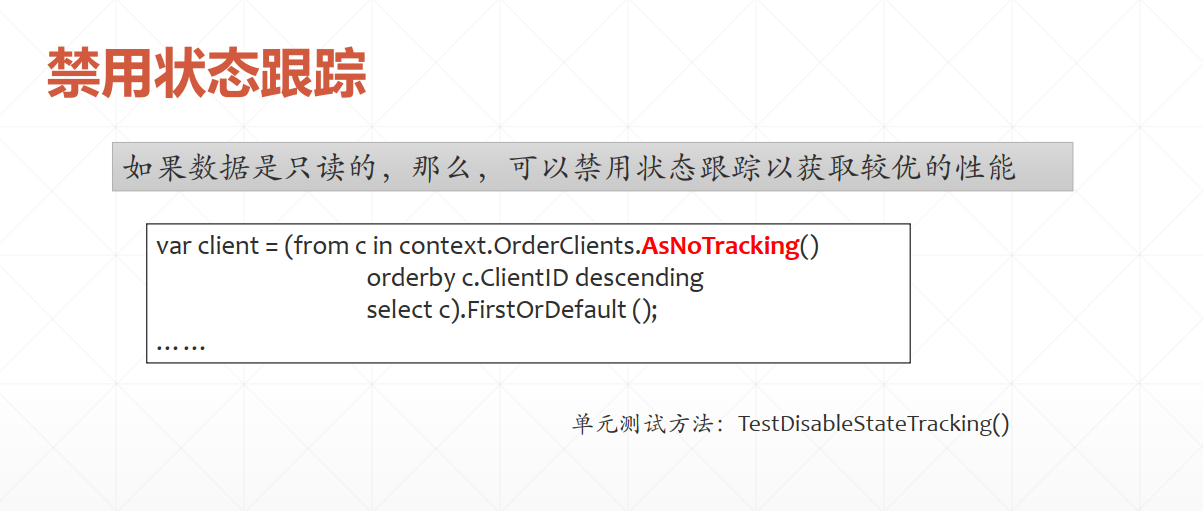 禁用状态跟踪
如果数据是只读的，那么，可以禁用状态跟踪以获取较优的性能
var client = (from c in context.OrderClients.AsNoTracking()
orderby c.ClientID descending
select c).FirstOrDefault ();
……
单元测试方法：TestDisableStateTracking()